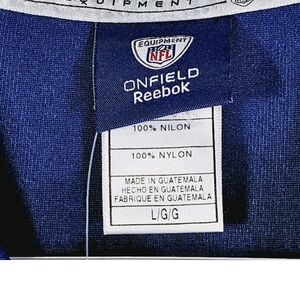 EQUIPMENT
EQUIPMENT
NFL
ONFIELD
Reebok
100% NILON
100% NYLON
MADE IN GUATEMALA
HECHO EN GUATEMALA
FABRIQUE EN GUATEMALA
L/G/G